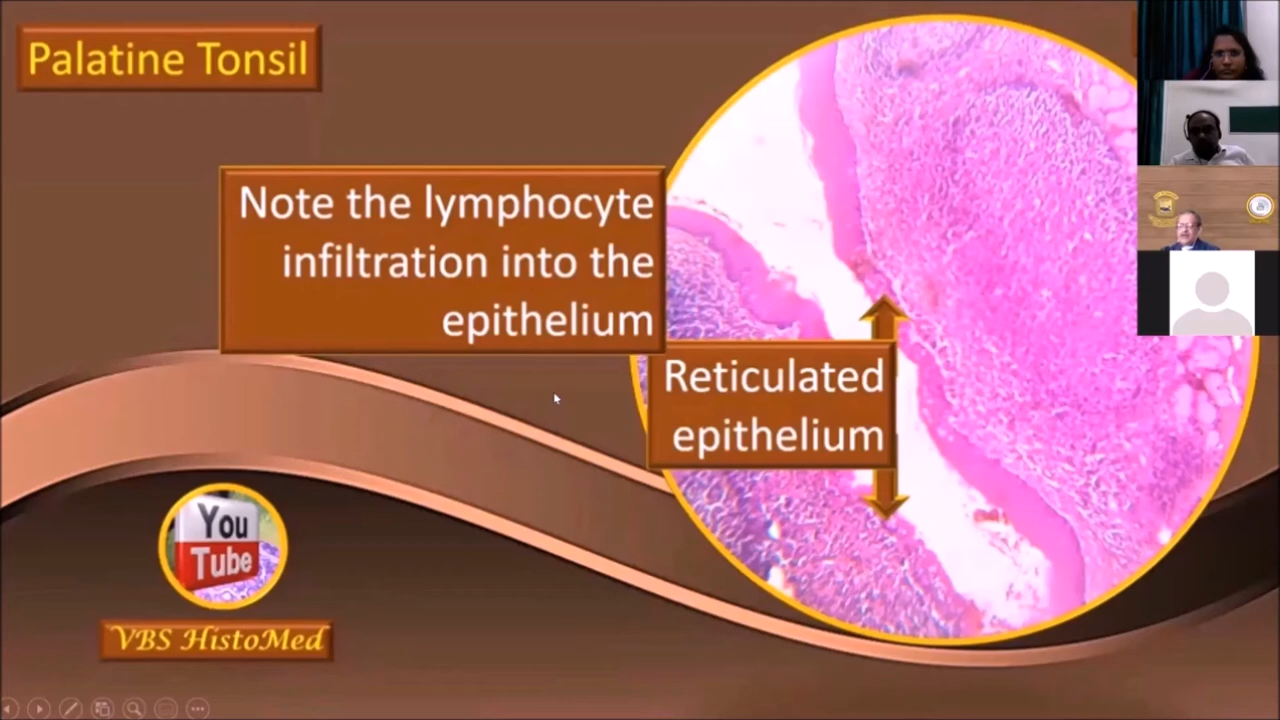 Palatine Tonsil
Note the lymphocyte
infiltration into the
epithelium
Reticulated
epithelium
You
Tube
VBS HistoMed